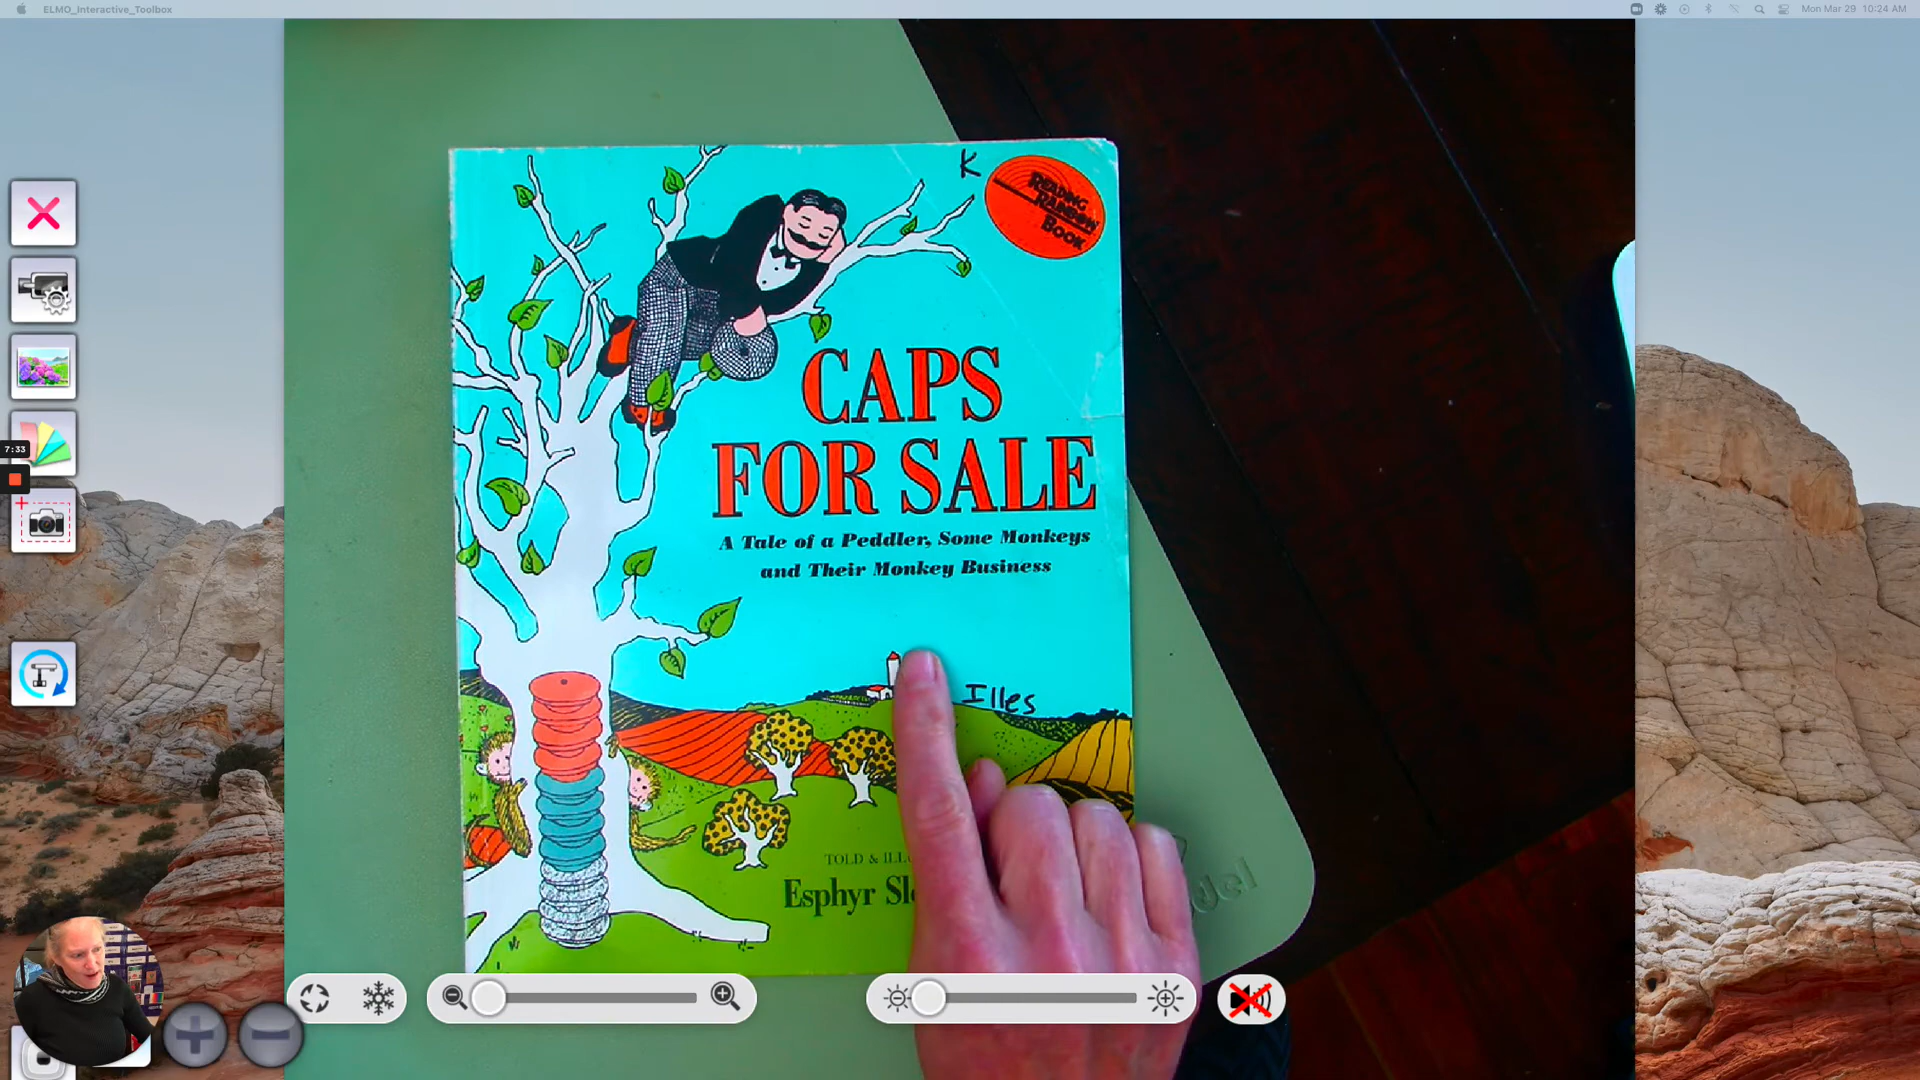 ELMO_Interactive_Toolbox
Mon Mar 29 10:24 AM
K
READING
RAINBOW
BOOK
CAPS
FOR SALE
A Tale of a Peddler, Some Monkeys
and Their Monkey Business
Illes
TOLD & ILLU
Esphyr Sl
7:33